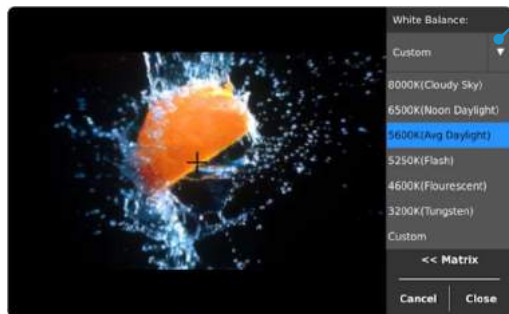 White Balance:
Custom
8000K(Cloudy Sky)
6500K(Noon Daylight)
5600K(Avg Daylight)
5250K(Flash)
4600K(Flourescent)
3200K(Tungsten)
Custom
<< Matrix
Cancel
Close